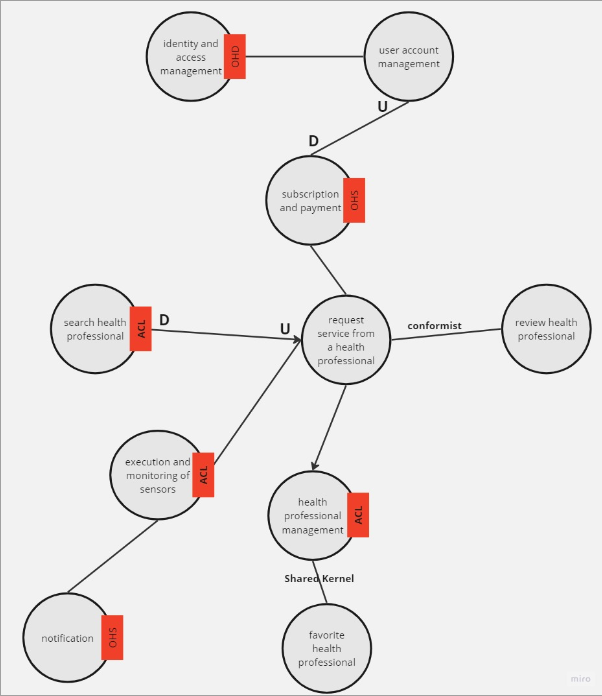 identity and
access
management
OHD
user account
management
U
D
subscription
and payment
OHS
search health
professional
ACL
D
U
request
service from
a health
professional
conformist
review health
professional
execution and
monitoring of
sensors
ACL
health
professional
management
ACL
Shared Kernel
notification
OHS
favorite
health
professional
miro